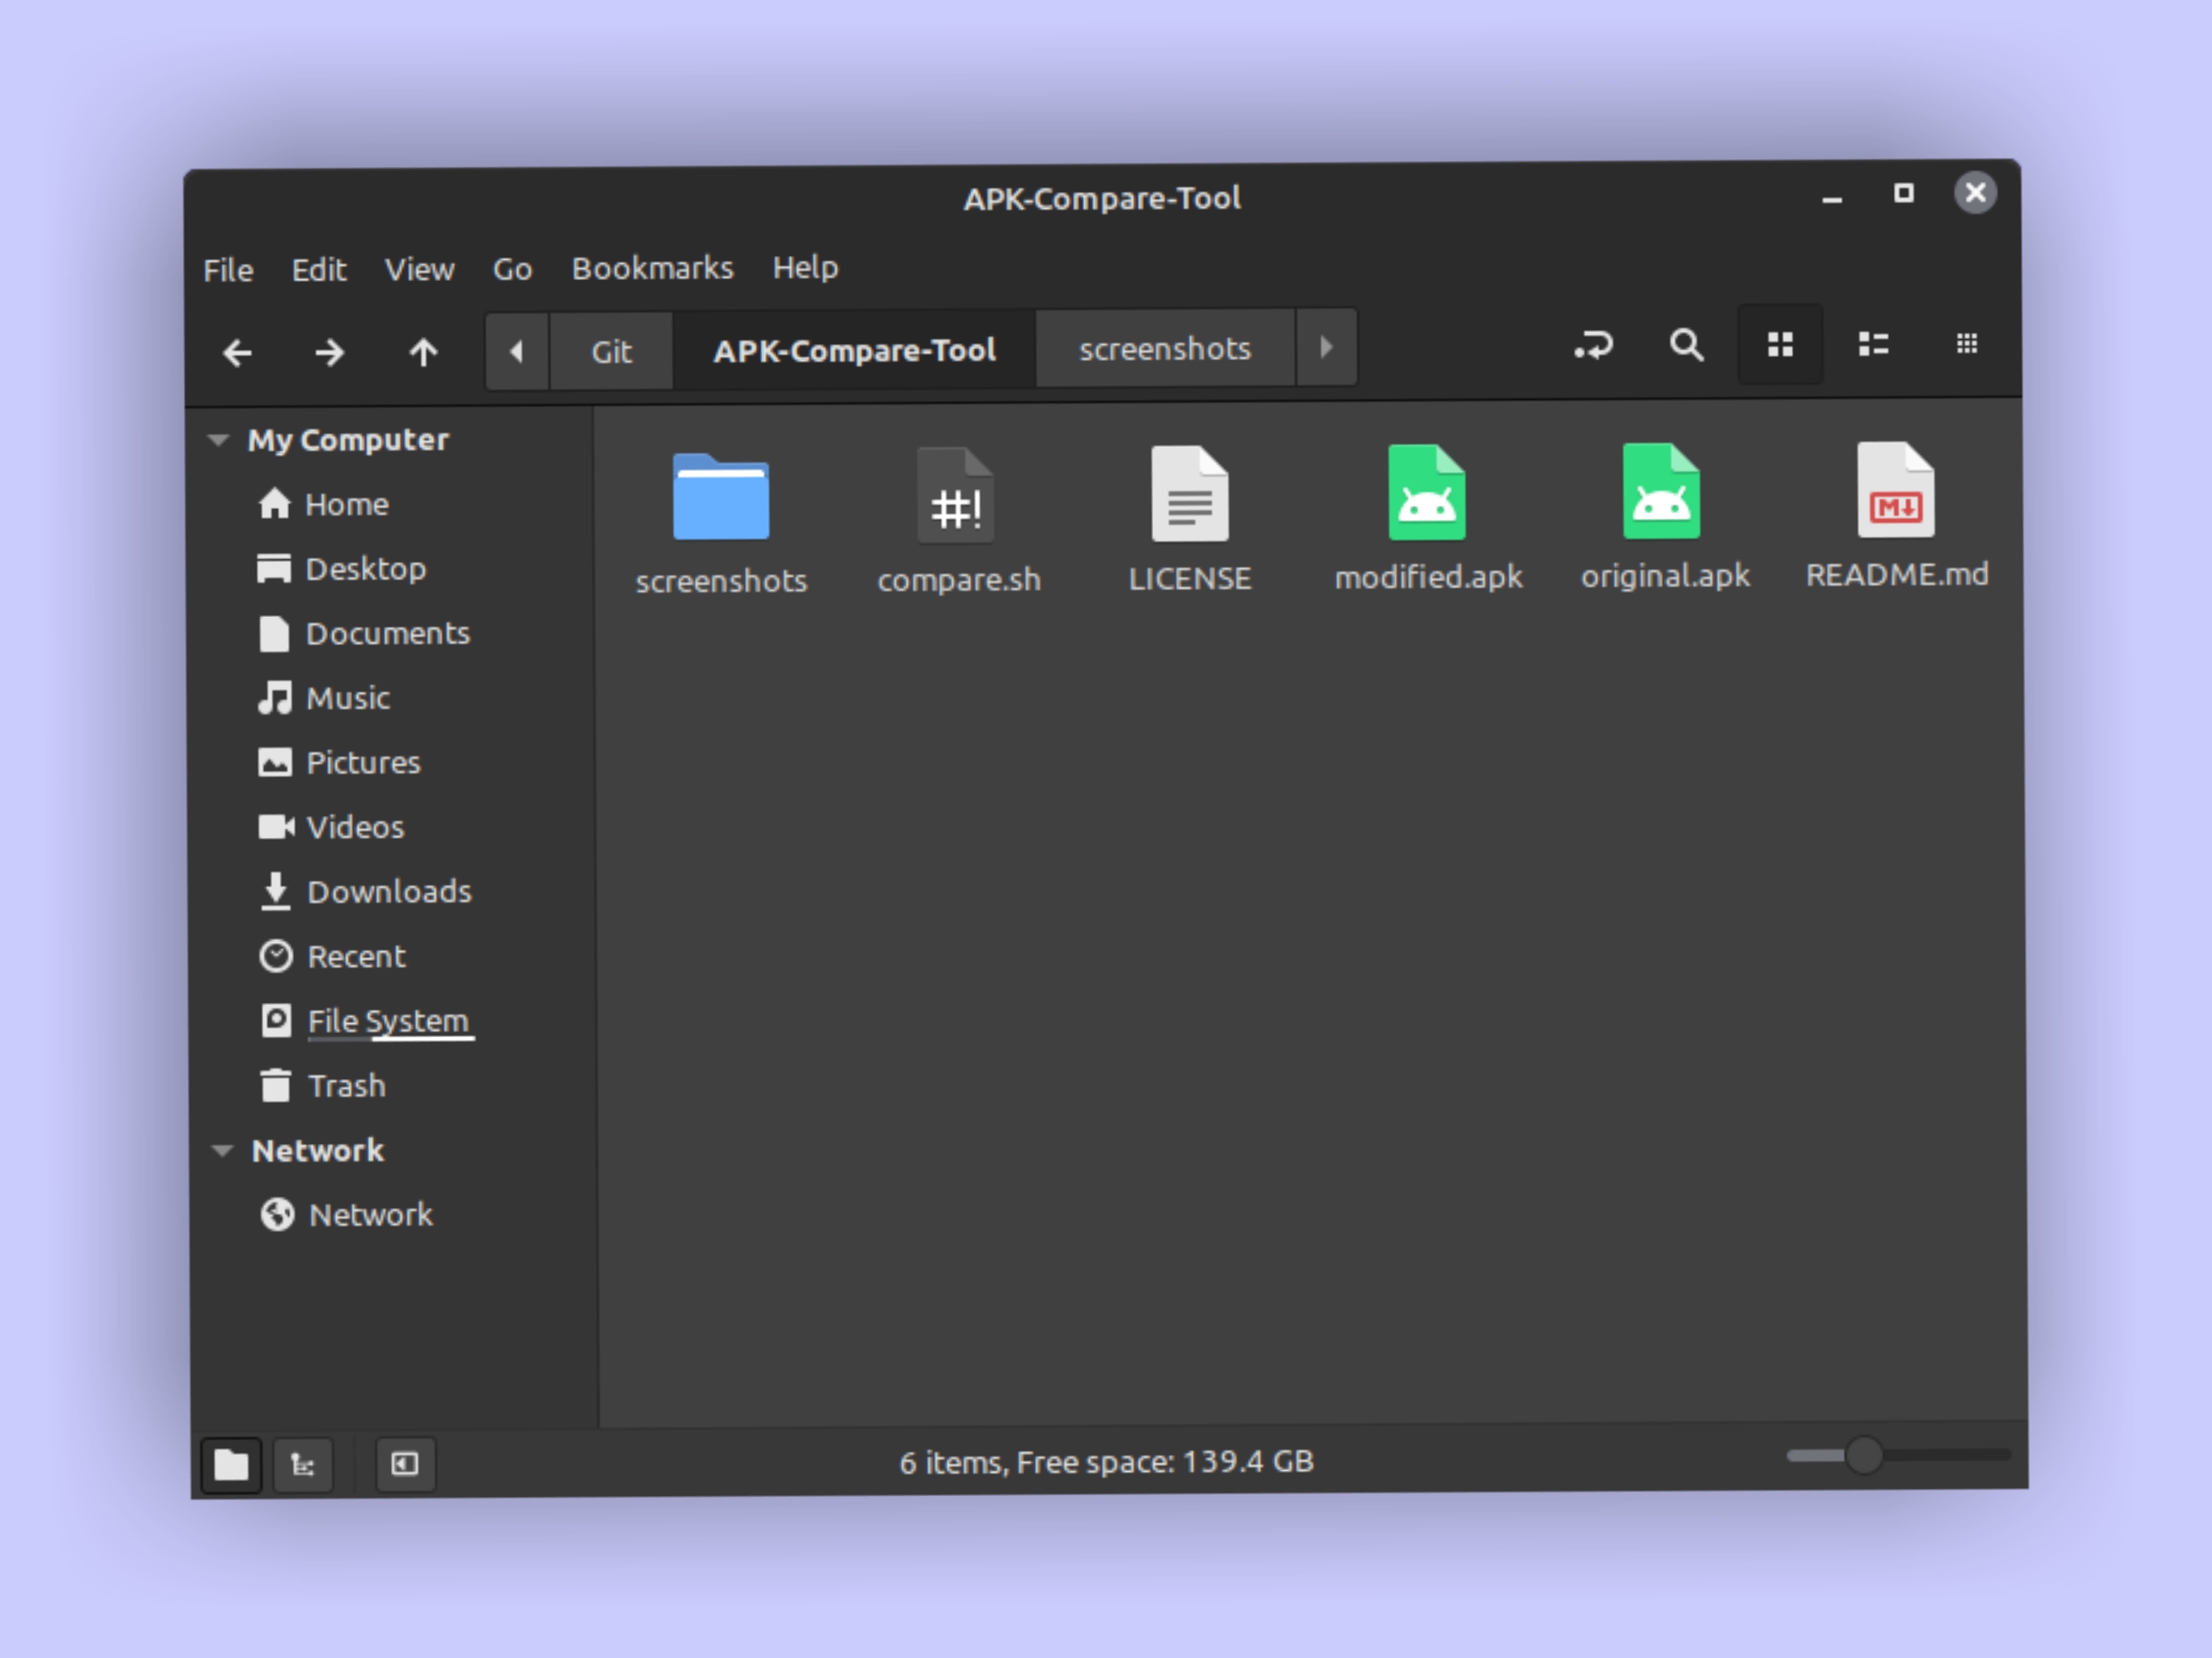 APK-Compare-Tool
File Edit View Go Bookmarks Help
Git APK-Compare-Tool screenshots
My Computer
Home
Desktop
Documents
Music
Pictures
Videos
Downloads
Recent
File System
Trash
Network
Network
screenshots compare.sh LICENSE modified.apk original.apk README.md
#!
M
6 items, Free space: 139.4 GB